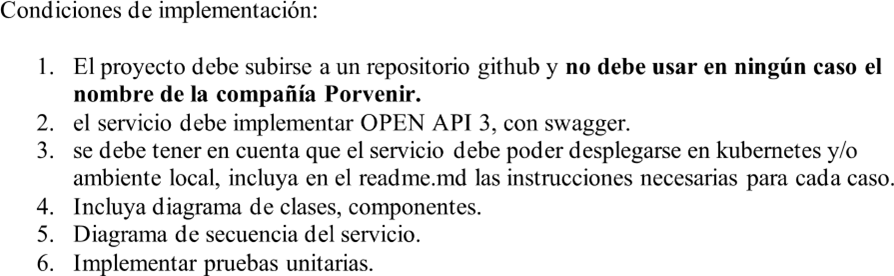 Condiciones de implementación:
1. El proyecto debe subirse a un repositorio github y no debe usar en ningún caso el
nombre de la compañía Porvenir.
2. el servicio debe implementar OPEN API 3, con swagger.
3. se debe tener en cuenta que el servicio debe poder desplegarse en kubernetes y/o
ambiente local, incluya en el readme.md las instrucciones necesarias para cada caso.
4. Incluya diagrama de clases, componentes.
5. Diagrama de secuencia del servicio.
6. Implementar pruebas unitarias.